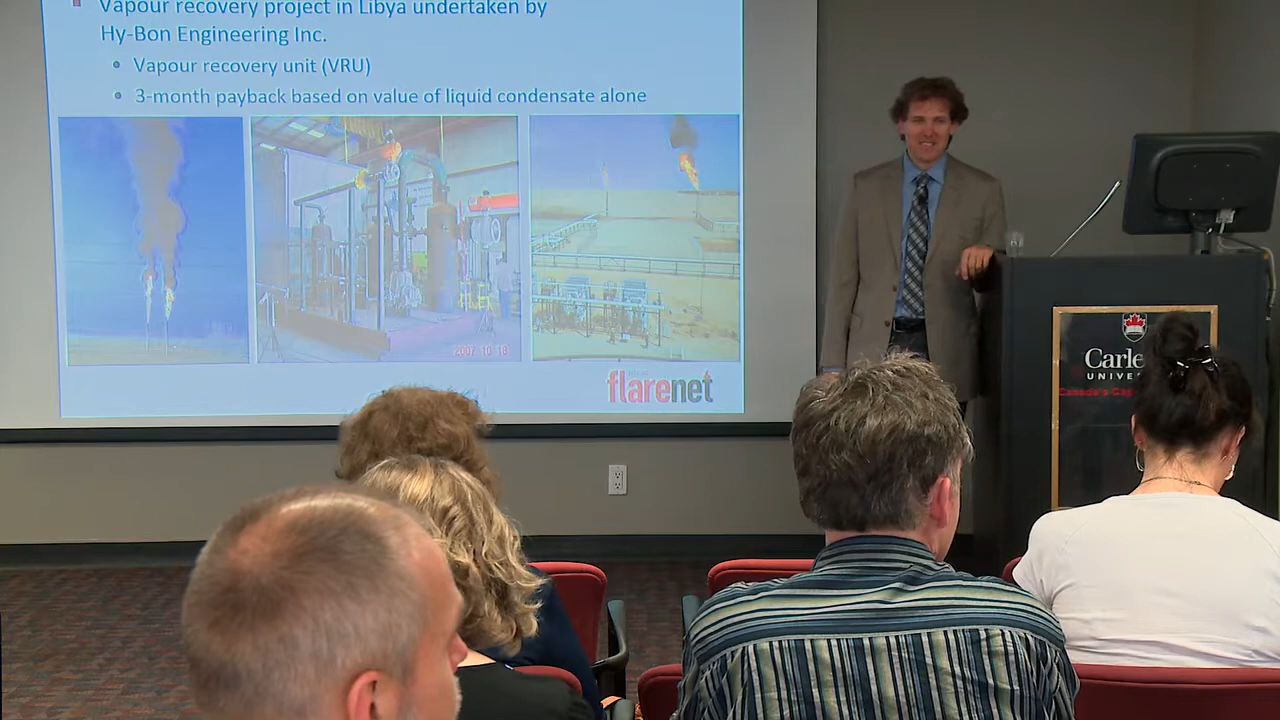 Vapour recovery project in Libya undertaken by
Hy-Bon Engineering Inc.
• Vapour recovery unit (VRU)
• 3-month payback based on value of liquid condensate alone
2007 10 18
flarenet
Carle
UNIVE
Canada's Cap